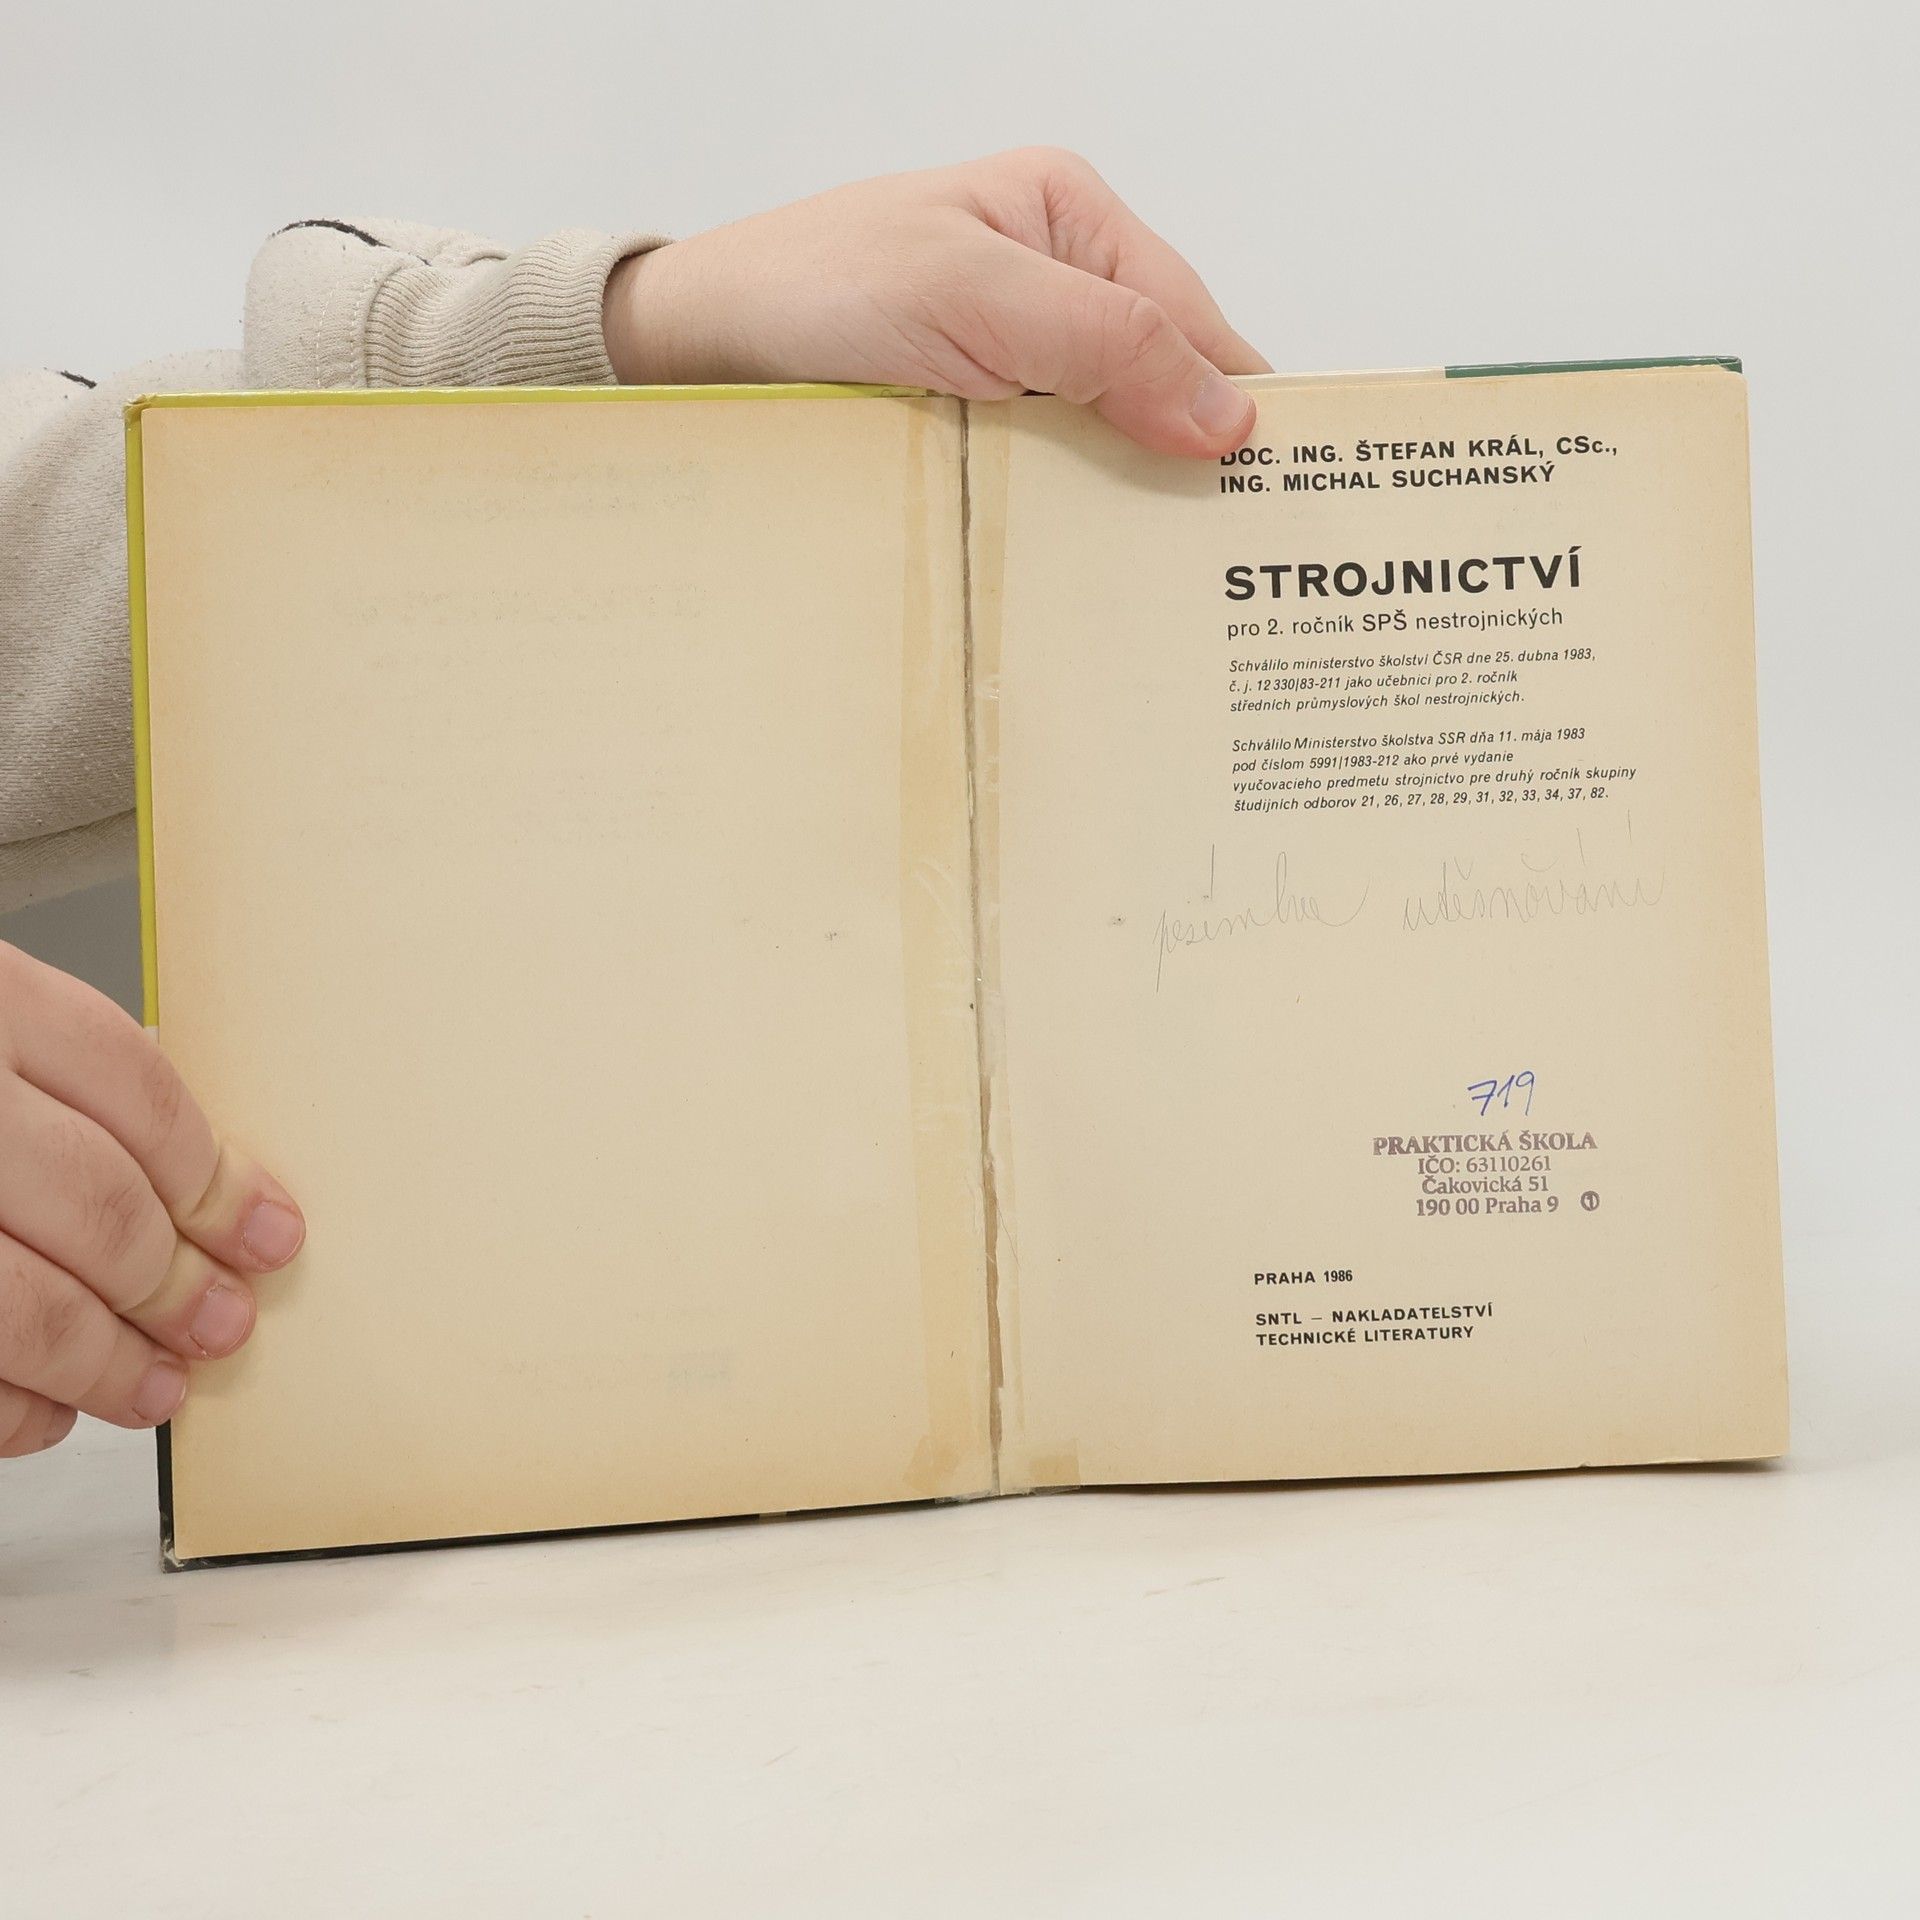 DOC. ING. ŠTEFAN KRÁL, CSc.,
ING. MICHAL SUCHANSKÝ
STROJNICTVÍ
pro 2. ročník SPŠ nestrojnických
Schválilo ministerstvo školství ČSR dne 25. dubna 1983,
č. j. 12 330|83-211 jako učebnici pro 2. ročník
středních průmyslových škol nestrojnických.
Schválilo Ministerstvo školstva SSR dňa 11. mája 1983
pod číslom 5991|1983-212 ako prvé vydanie
vyučovacieho predmetu strojnictvo pre druhý ročník skupiny
študijních odborov 21, 26, 27, 28, 29, 31, 32, 33, 34, 37, 82.
719
PRAKTICKÁ ŠKOLA
IČO: 63110261
Čakovická 51
190 00 Praha 9 1
PRAHA 1986
SNTL – NAKLADATELSTVÍ
TECHNICKÉ LITERATURY